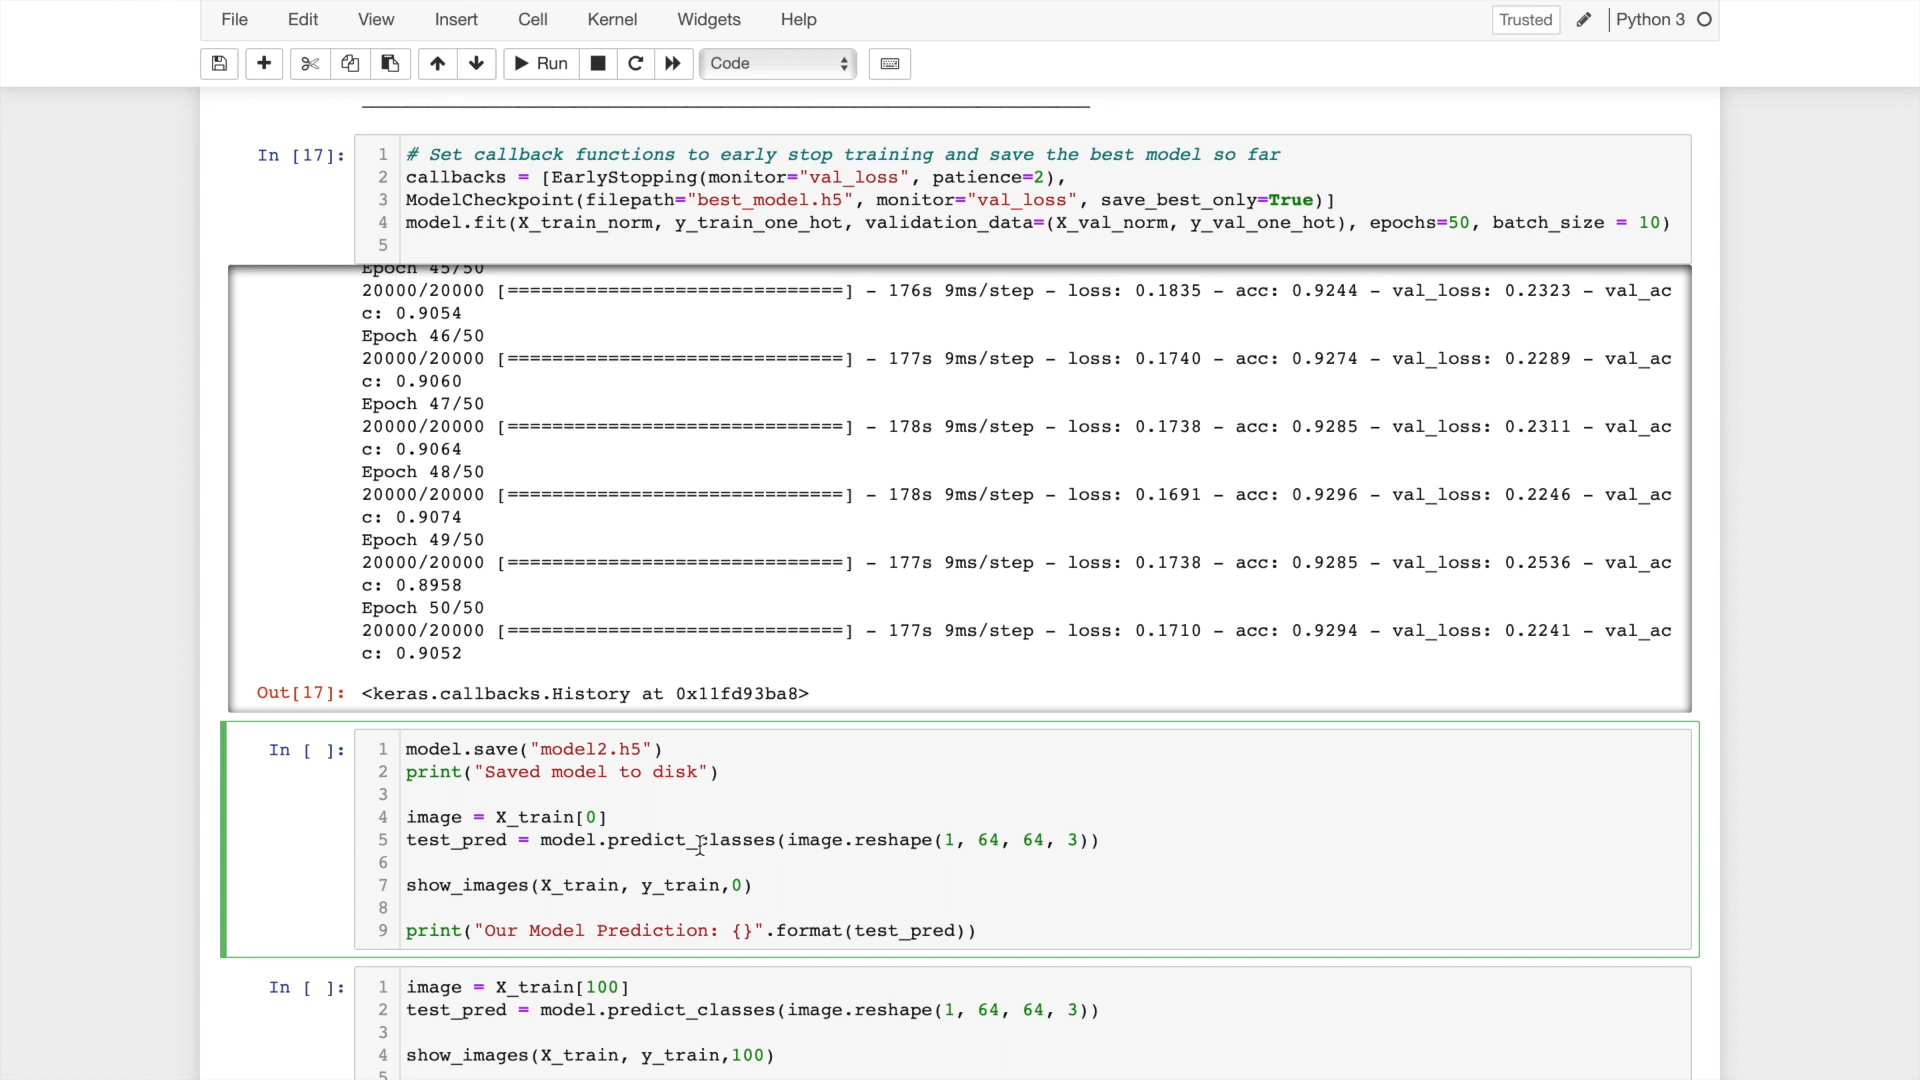 File Edit View Insert Cell Kernel Widgets Help Trusted Python 3
Run Code
In [17]:
1 # Set callback functions to early stop training and save the best model so far
2 callbacks = [EarlyStopping(monitor="val_loss", patience=2),
3 ModelCheckpoint(filepath="best_model.h5", monitor="val_loss", save_best_only=True)]
4 model.fit(X_train_norm, y_train_one_hot, validation_data=(X_val_norm, y_val_one_hot), epochs=50, batch_size = 10)
5
Epoch 45/50
20000/20000 [==============================] - 176s 9ms/step - loss: 0.1835 - acc: 0.9244 - val_loss: 0.2323 - val_ac
c: 0.9054
Epoch 46/50
20000/20000 [==============================] - 177s 9ms/step - loss: 0.1740 - acc: 0.9274 - val_loss: 0.2289 - val_ac
c: 0.9060
Epoch 47/50
20000/20000 [==============================] - 178s 9ms/step - loss: 0.1738 - acc: 0.9285 - val_loss: 0.2311 - val_ac
c: 0.9064
Epoch 48/50
20000/20000 [==============================] - 178s 9ms/step - loss: 0.1691 - acc: 0.9296 - val_loss: 0.2246 - val_ac
c: 0.9074
Epoch 49/50
20000/20000 [==============================] - 177s 9ms/step - loss: 0.1738 - acc: 0.9285 - val_loss: 0.2536 - val_ac
c: 0.8958
Epoch 50/50
20000/20000 [==============================] - 177s 9ms/step - loss: 0.1710 - acc: 0.9294 - val_loss: 0.2241 - val_ac
c: 0.9052
Out[17]: <keras.callbacks.History at 0x11fd93ba8>
In [ ]:
1 model.save("model2.h5")
2 print("Saved model to disk")
3
4 image = X_train[0]
5 test_pred = model.predict_classes(image.reshape(1, 64, 64, 3))
6
7 show_images(X_train, y_train,0)
8
9 print("Our Model Prediction: {}".format(test_pred))
In [ ]:
1 image = X_train[100]
2 test_pred = model.predict_classes(image.reshape(1, 64, 64, 3))
3
4 show_images(X_train, y_train,100)
5